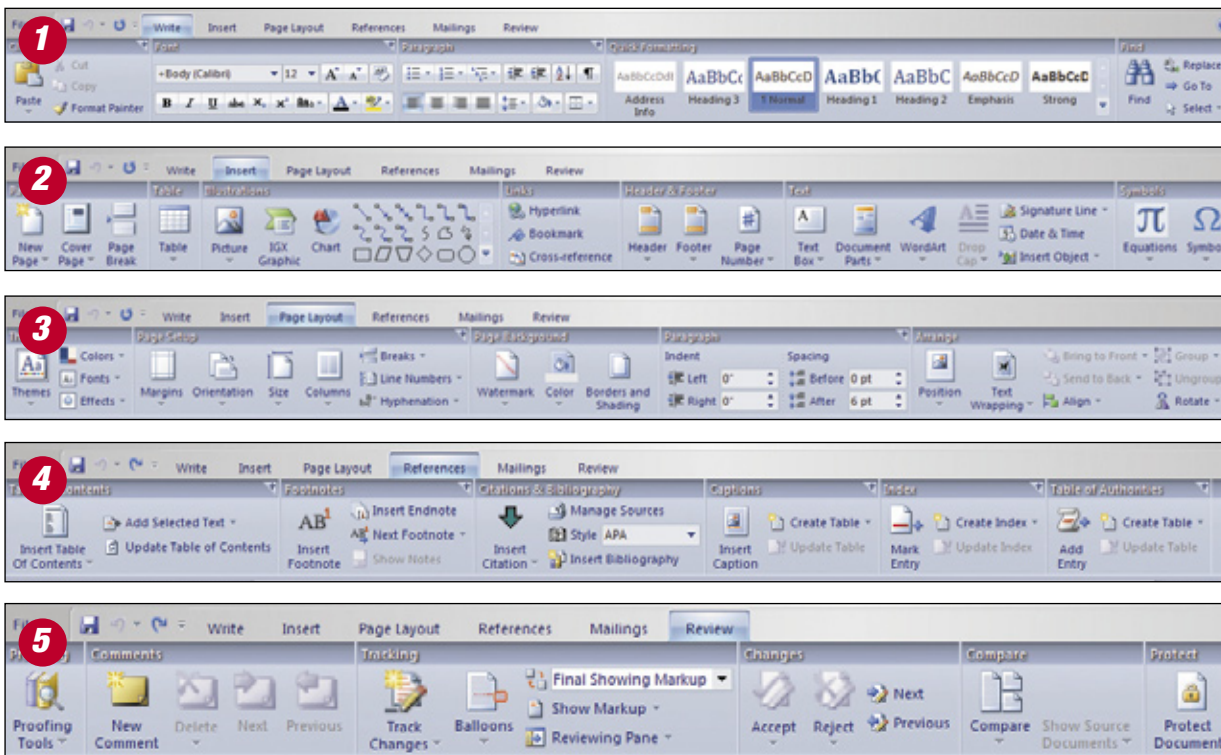 1
Write Insert Page Layout References Mailings Review
Font Paragraph Quick Formatting Find
Paste
Cut
Copy
Format Painter
+Body (Calibri) 12
B I U abc
AaBbCcDdI AaBbCc AaBbCcD AaBbC AaBbC AaBbCcD AaBbCcD
Address Info Heading 3 1 Normal Heading 1 Heading 2 Emphasis Strong
Find
Replace
Go To
Select
2
Write Insert Page Layout References Mailings Review
Table Illustrations Links Header & Footer Text Symbols
New Page Cover Page Page Break Table Picture IGX Graphic Chart
Hyperlink
Bookmark
Cross-reference
Header Footer Page Number Text Box Document Parts WordArt Drop Cap
Signature Line
Date & Time
Insert Object
Equations
3
Write Insert Page Layout References Mailings Review
Page Setup Page Background Paragraph Arrange
Themes
Colors
Fonts
Effects
Margins Orientation Size Columns
Breaks
Line Numbers
Hyphenation
Watermark Color Borders and Shading
Indent Spacing
Left 0" Before 0 pt
Right 0" After 6 pt
Position Text Wrapping
Bring to Front Group
Send to Back Ungroup
Align Rotate
4
Write Insert Page Layout References Mailings Review
Footnotes Citations & Bibliography Captions Index Table of Authorities
Insert Table Of Contents
Add Selected Text
Update Table of Contents
AB1
Insert Footnote
Insert Endnote
Next Footnote
Show Notes
Insert Citation
Manage Sources
Style APA
Insert Bibliography
Insert Caption
Create Table
Update Table
Mark Entry
Create Index
Update Index
Add Entry
Create Table
Update Table
5
Write Insert Page Layout References Mailings Review
Comments Tracking Changes Compare Protect
Proofing Tools New Comment Delete Next Previous Track Changes Balloons
Final Showing Markup
Show Markup
Reviewing Pane
Accept Reject
Next
Previous
Compare Show Source Documents Protect Document